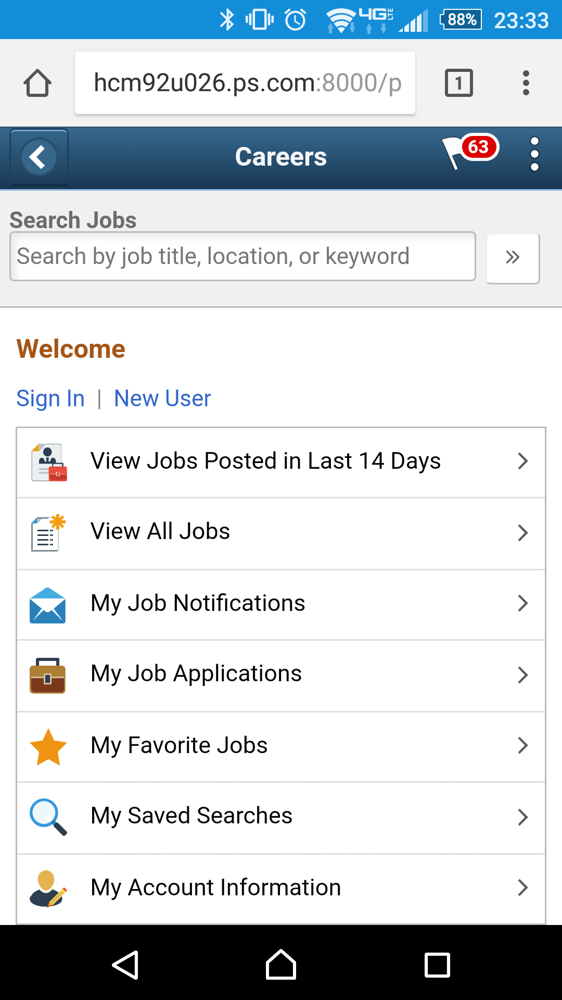 4G LTE 88% 23:33
hcm92u026.ps.com:8000/p 1
Careers 63
Search Jobs
Search by job title, location, or keyword
Welcome
Sign In | New User
View Jobs Posted in Last 14 Days
View All Jobs
My Job Notifications
My Job Applications
My Favorite Jobs
My Saved Searches
My Account Information